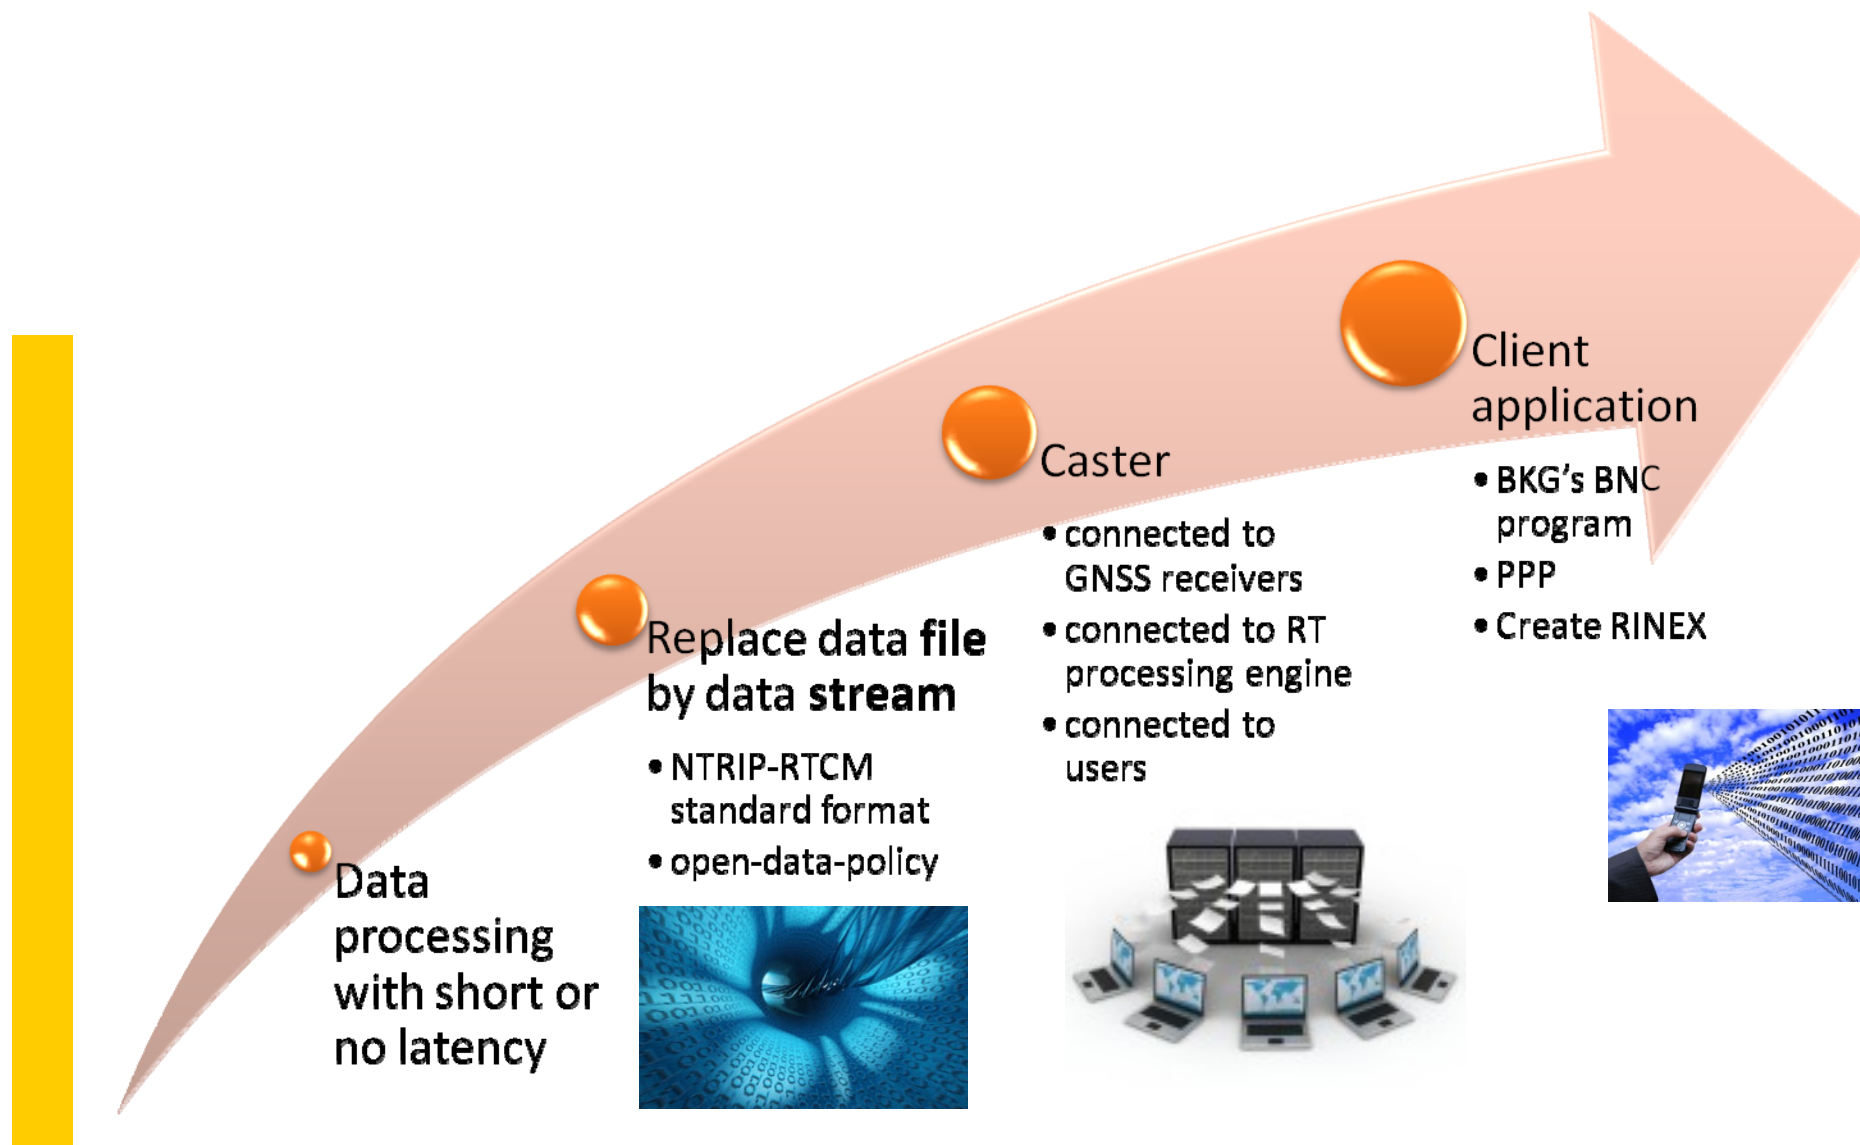 Data
processing
with short or
no latency
Replace data file
by data stream
• NTRIP-RTCM
standard format
• open-data-policy
Caster
• connected to
GNSS receivers
• connected to RT
processing engine
• connected to
users
Client
application
• BKG's BNC
program
• PPP
• Create RINEX